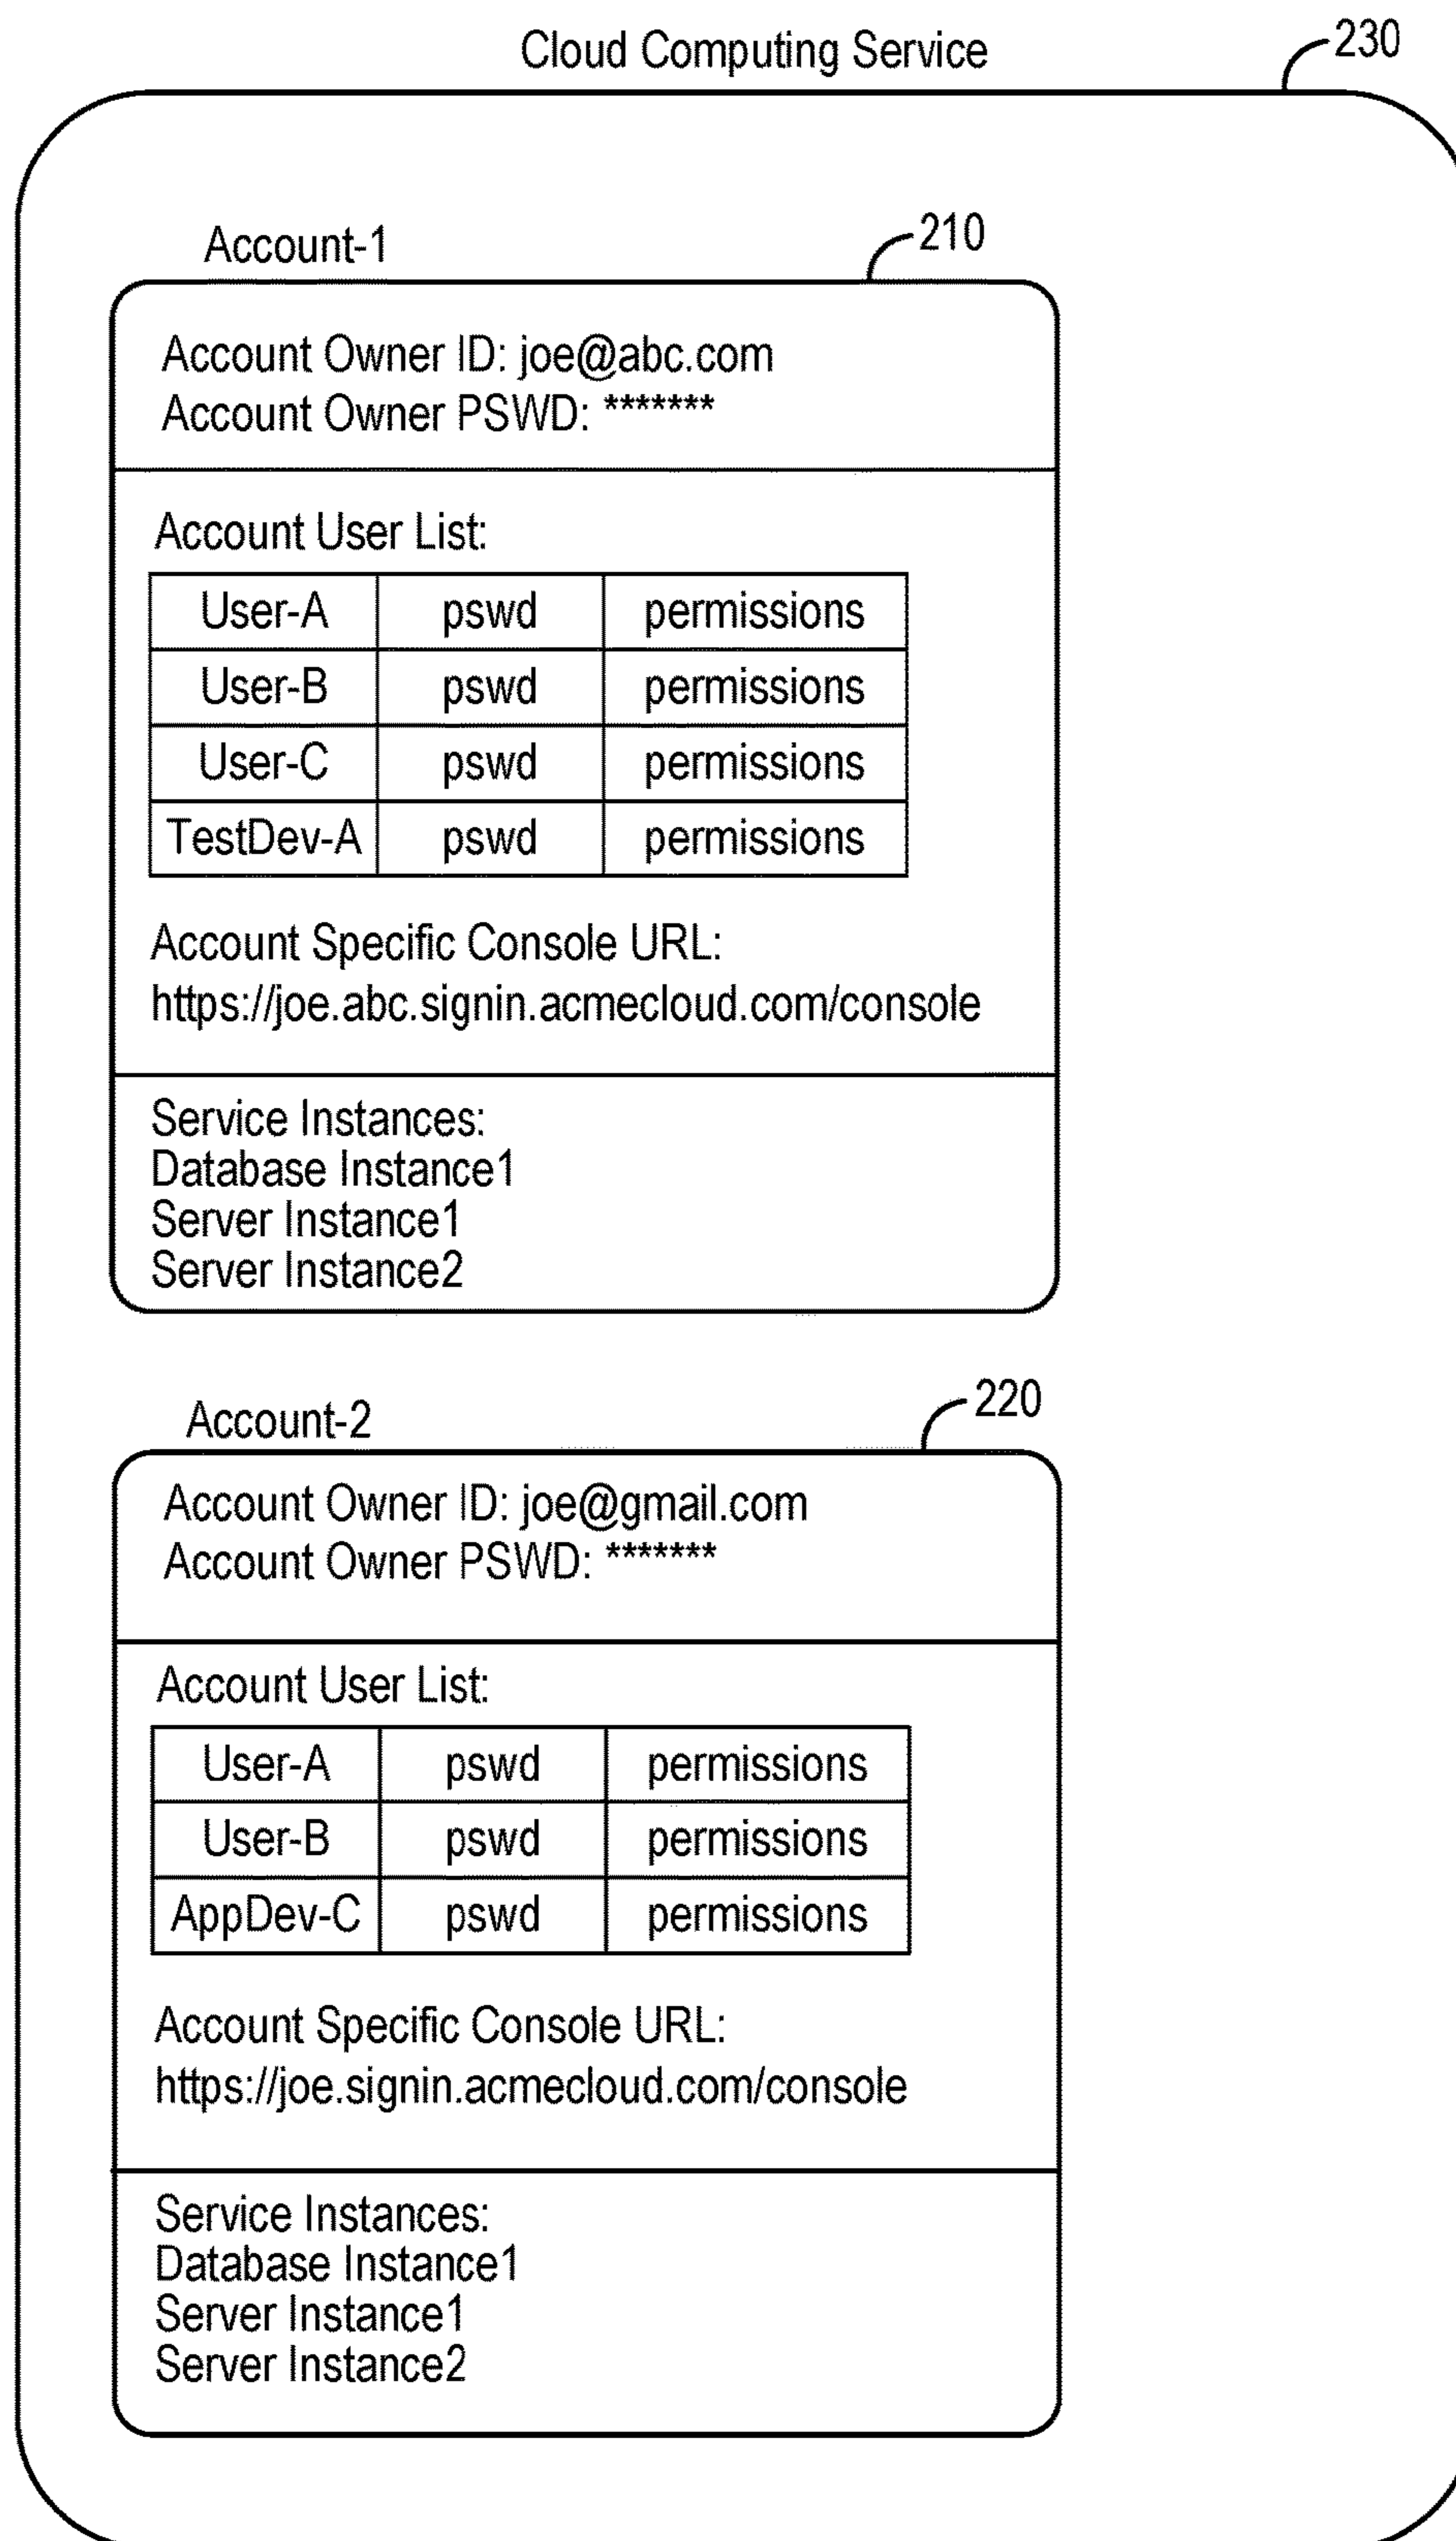 Cloud Computing Service
230
Account-1
210
Account Owner ID: joe@abc.com
Account Owner PSWD: *******
Account User List:
User-A pswd permissions
User-B pswd permissions
User-C pswd permissions
TestDev-A pswd permissions
Account Specific Console URL:
https://joe.abc.signin.acmecloud.com/console
Service Instances:
Database Instance1
Server Instance1
Server Instance2
Account-2
220
Account Owner ID: joe@gmail.com
Account Owner PSWD: *******
Account User List:
User-A pswd permissions
User-B pswd permissions
AppDev-C pswd permissions
Account Specific Console URL:
https://joe.signin.acmecloud.com/console
Service Instances:
Database Instance1
Server Instance1
Server Instance2